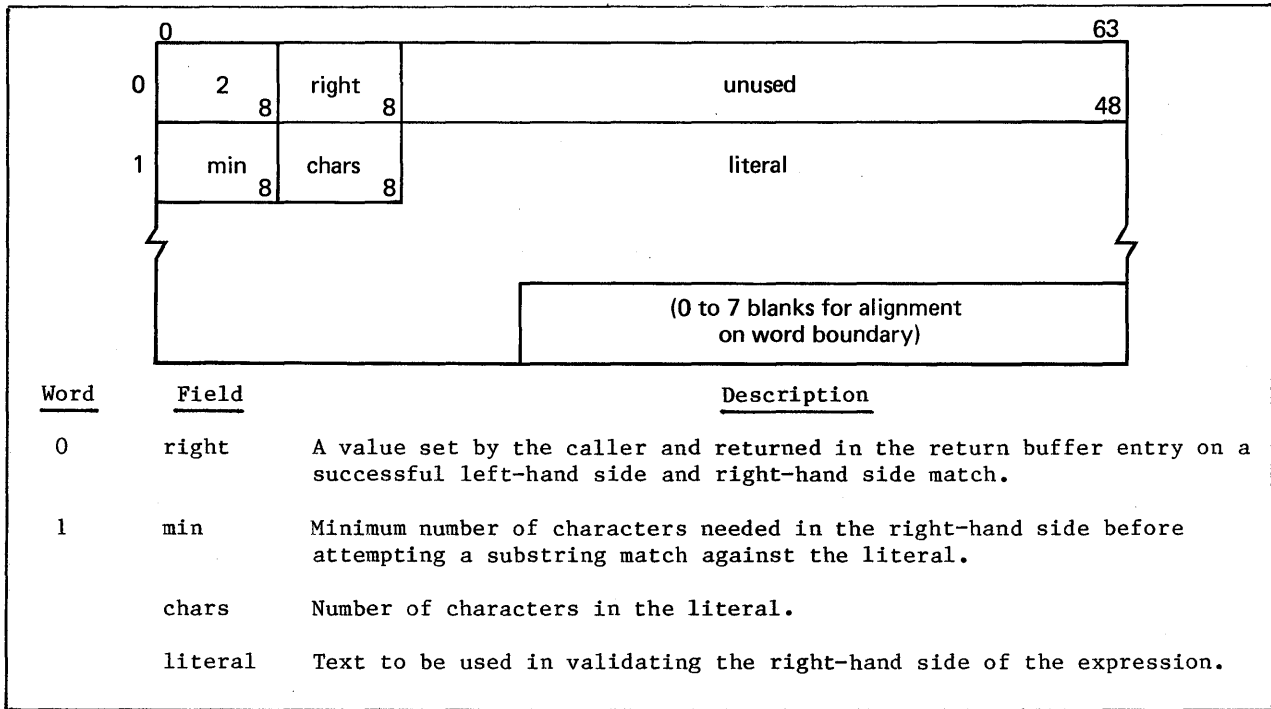 0 63
0 2 8 right 8 unused 48
1 min 8 chars 8 literal
(0 to 7 blanks for alignment
on word boundary)
Word Field Description
0 right A value set by the caller and returned in the return buffer entry on a
successful left-hand side and right-hand side match.
1 min Minimum number of characters needed in the right-hand side before
attempting a substring match against the literal.
chars Number of characters in the literal.
literal Text to be used in validating the right-hand side of the expression.